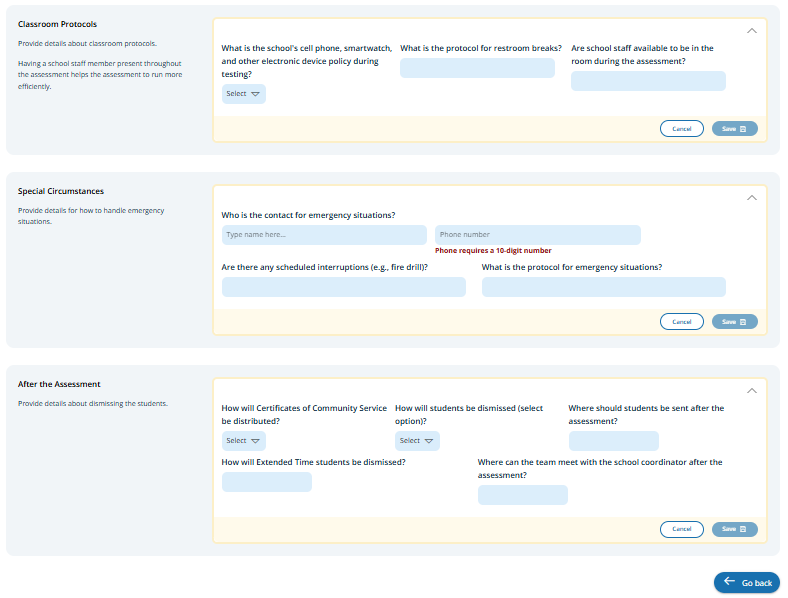 Classroom Protocols
Provide details about classroom protocols.
Having a school staff member present throughout
the assessment helps the assessment to run more
efficiently.
What is the school's cell phone, smartwatch,
and other electronic device policy during
testing?
Select
What is the protocol for restroom breaks?
Are school staff available to be in the
room during the assessment?
Cancel
Save
Special Circumstances
Provide details for how to handle emergency
situations.
Who is the contact for emergency situations?
Type name here...
Phone number
Phone requires a 10-digit number
Are there any scheduled interruptions (e.g., fire drill)?
What is the protocol for emergency situations?
Cancel
Save
After the Assessment
Provide details about dismissing the students.
How will Certificates of Community Service
be distributed?
Select
How will students be dismissed (select
option)?
Select
Where should students be sent after the
assessment?
How will Extended Time students be dismissed?
Where can the team meet with the school coordinator after the
assessment?
Cancel
Save
Go back